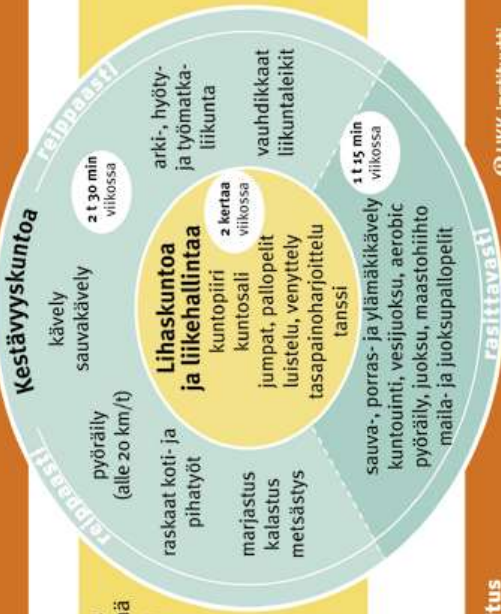 Kestävyyskuntoa
reippaasti
reippaasti
kävely
sauvakävely
2 t 30 min
viikossa
pyöräily
(alle 20 km/t)
arki-, hyöty-
ja työmatka-
liikunta
raskaat koti- ja
pihatyöt
vauhdikkaat
liikuntaleikit
marjastus
kalastus
metsästys
Lihaskuntoa
ja liikehallintaa
2 kertaa
viikossa
kuntopiiri
kuntosali
jumpat, pallopelit
luistelu, venyttely
tasapainoharjoittelu
tanssi
1 t 15 min
viikossa
sauva-, porras- ja ylämäkikävely
kuntouinti, vesijuoksu, aerobic
pyöräily, juoksu, maastohiihto
maila- ja juoksupallopelit
rasittavasti